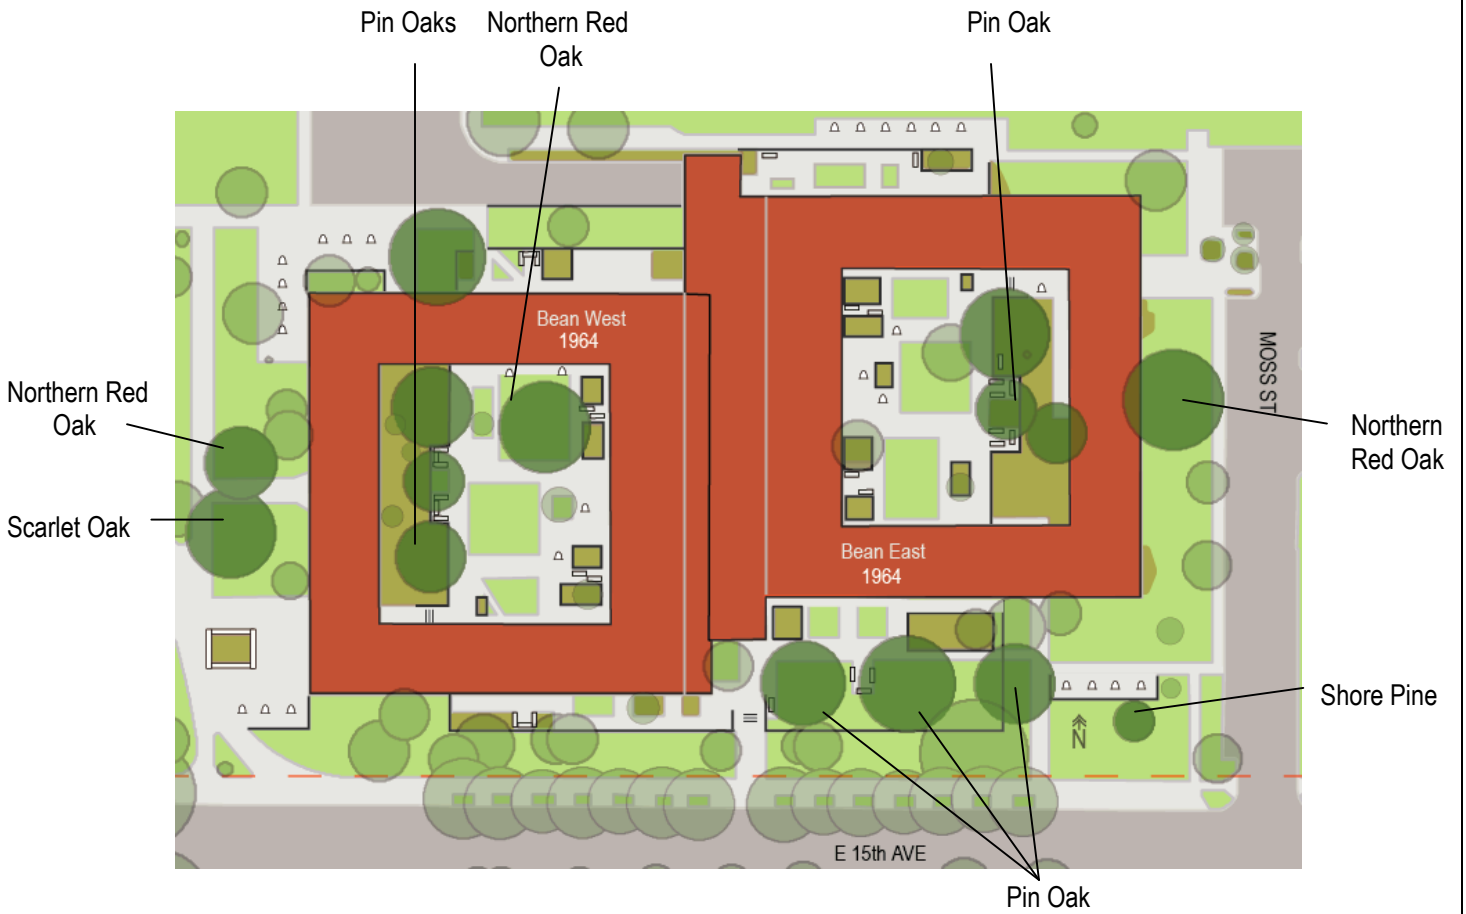 Pin Oaks
Northern Red
Oak
Pin Oak
Bean West
1964
MOSS ST
Northern Red
Oak
Northern
Red Oak
Scarlet Oak
Bean East
1964
Shore Pine
N
E 15th AVE
Pin Oak